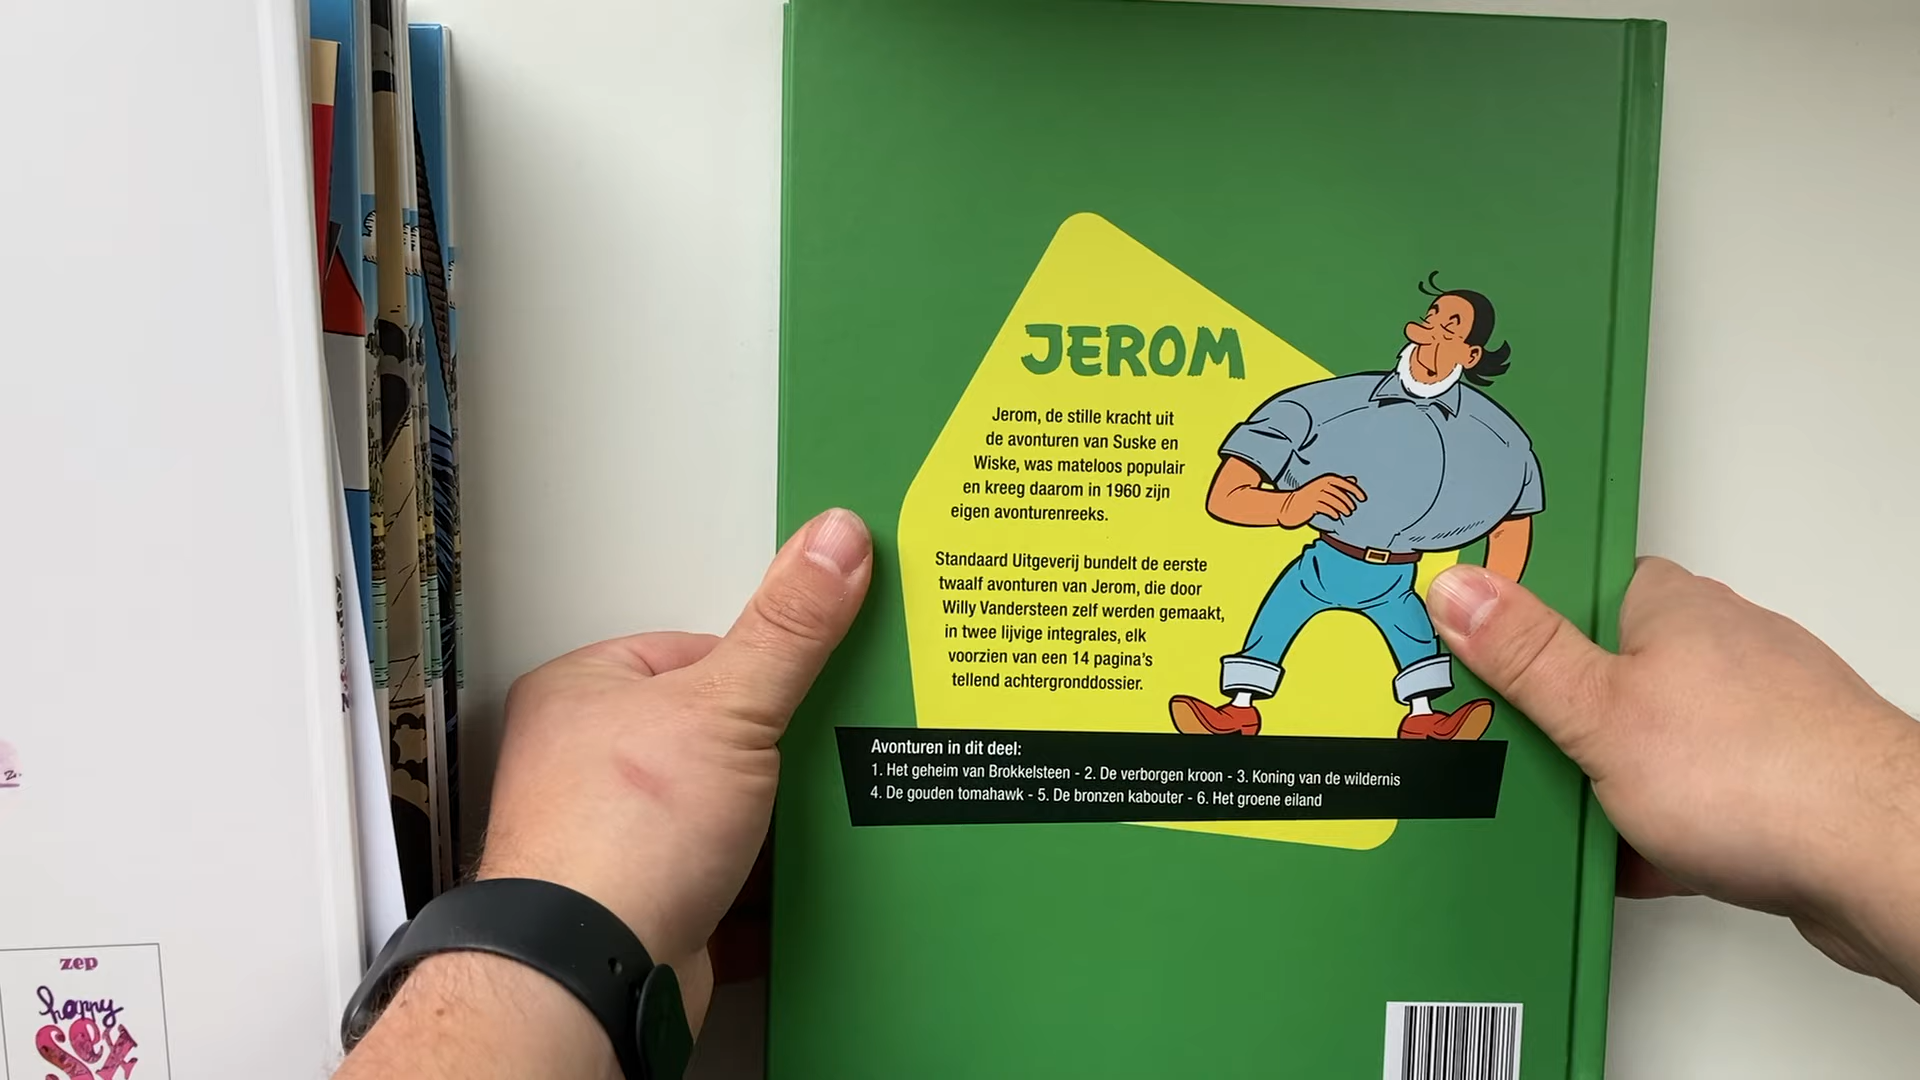 JEROM
Jerom, de stille kracht uit
de avonturen van Suske en
Wiske, was mateloos populair
en kreeg daarom in 1960 zijn
eigen avonturenreeks.
Standaard Uitgeverij bundelt de eerste
twaalf avonturen van Jerom, die door
Willy Vandersteen zelf werden gemaakt,
in twee lijvige integrales, elk
voorzien van een 14 pagina's
tellend achtergronddossier.
Avonturen in dit deel:
1. Het geheim van Brokkelsteen - 2. De verborgen kroon - 3. Koning van de wildernis
4. De gouden tomahawk - 5. De bronzen kabouter - 6. Het groene eiland
zep
happy
sex
2.